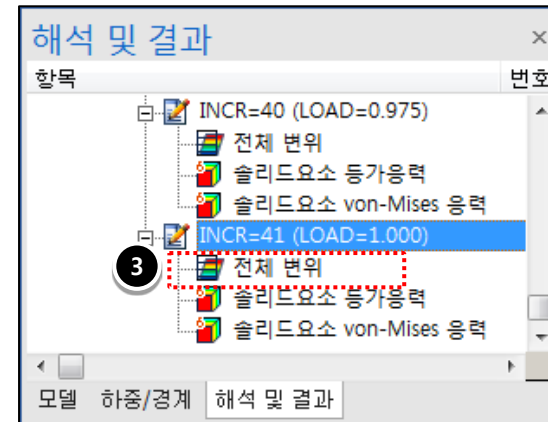 해석 및 결과
항목 번호
INCR=40 (LOAD=0.975)
전체 변위
솔리드요소 등가응력
솔리드요소 von-Mises 응력
INCR=41 (LOAD=1.000)
3 전체 변위
솔리드요소 등가응력
솔리드요소 von-Mises 응력
모델 하중/경계 해석 및 결과